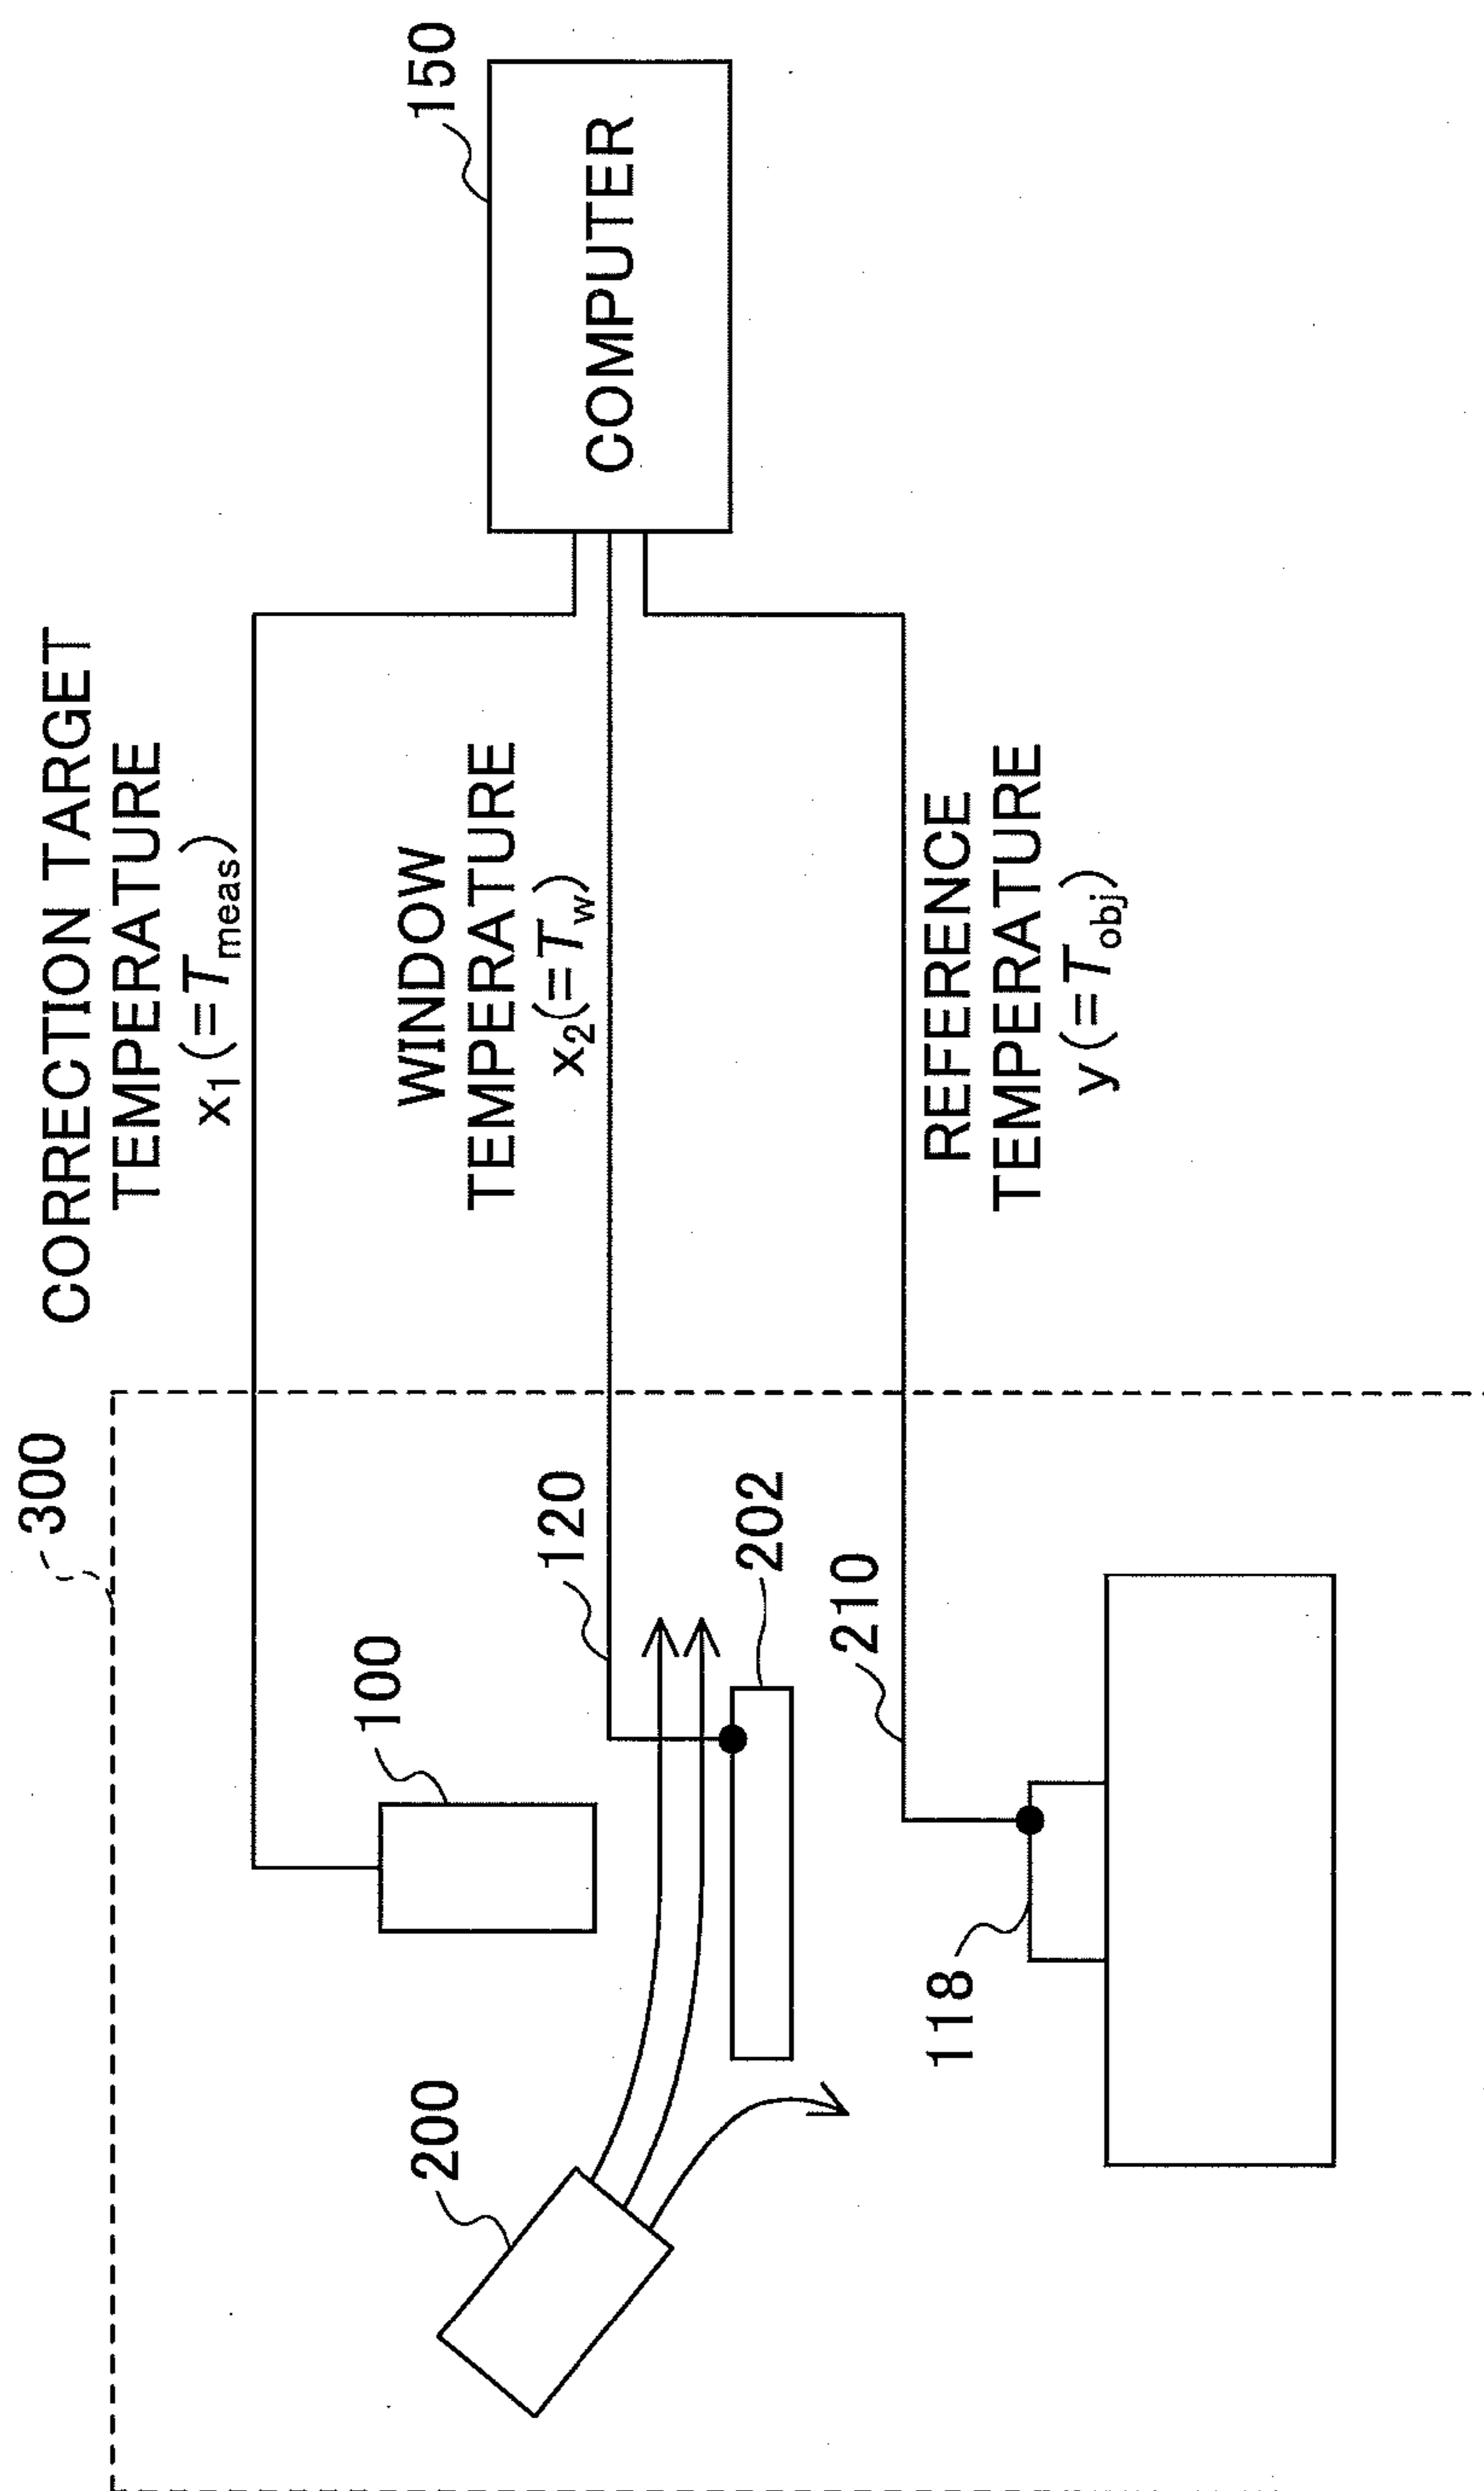 300
CORRECTION TARGET
TEMPERATURE
x1(=Tmeas)
100
WINDOW
TEMPERATURE
x2(=Tw)
150
COMPUTER
200
120
202
210
REFERENCE
TEMPERATURE
y(=Tobj)
118